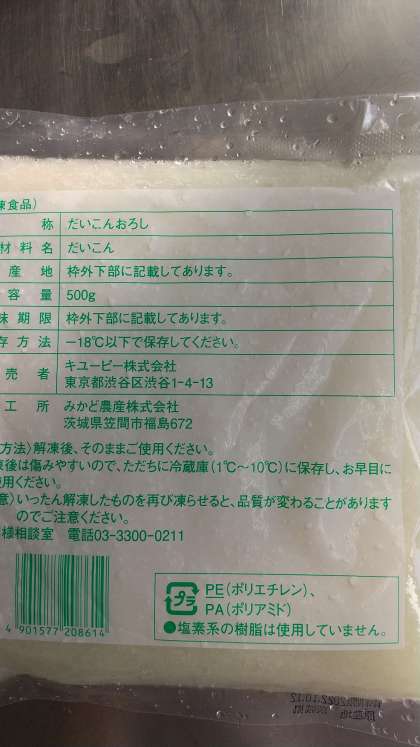 凍食品)
称 だいこんおろし
材料名 だいこん
産地 枠外下部に記載してあります。
容量 500g
味期限 枠外下部に記載してあります。
存方法 −18℃以下で保存してください。
売者 キユーピー株式会社
東京都渋谷区渋谷1-4-13
工所 みかど農産株式会社
茨城県笠間市福島672
方法〉解凍後、そのままご使用ください。
凍後は傷みやすいので、ただちに冷蔵庫(1℃〜10℃)に保存し、お早目に
使用ください。
意〉いったん解凍したものを再び凍らせると、品質が変わることがあります
のでご注意ください。
様相談室 電話03-3300-0211
プラ
PE(ポリエチレン)、
PA(ポリアミド)
●塩素系の樹脂は使用していません。
4 901577 208614